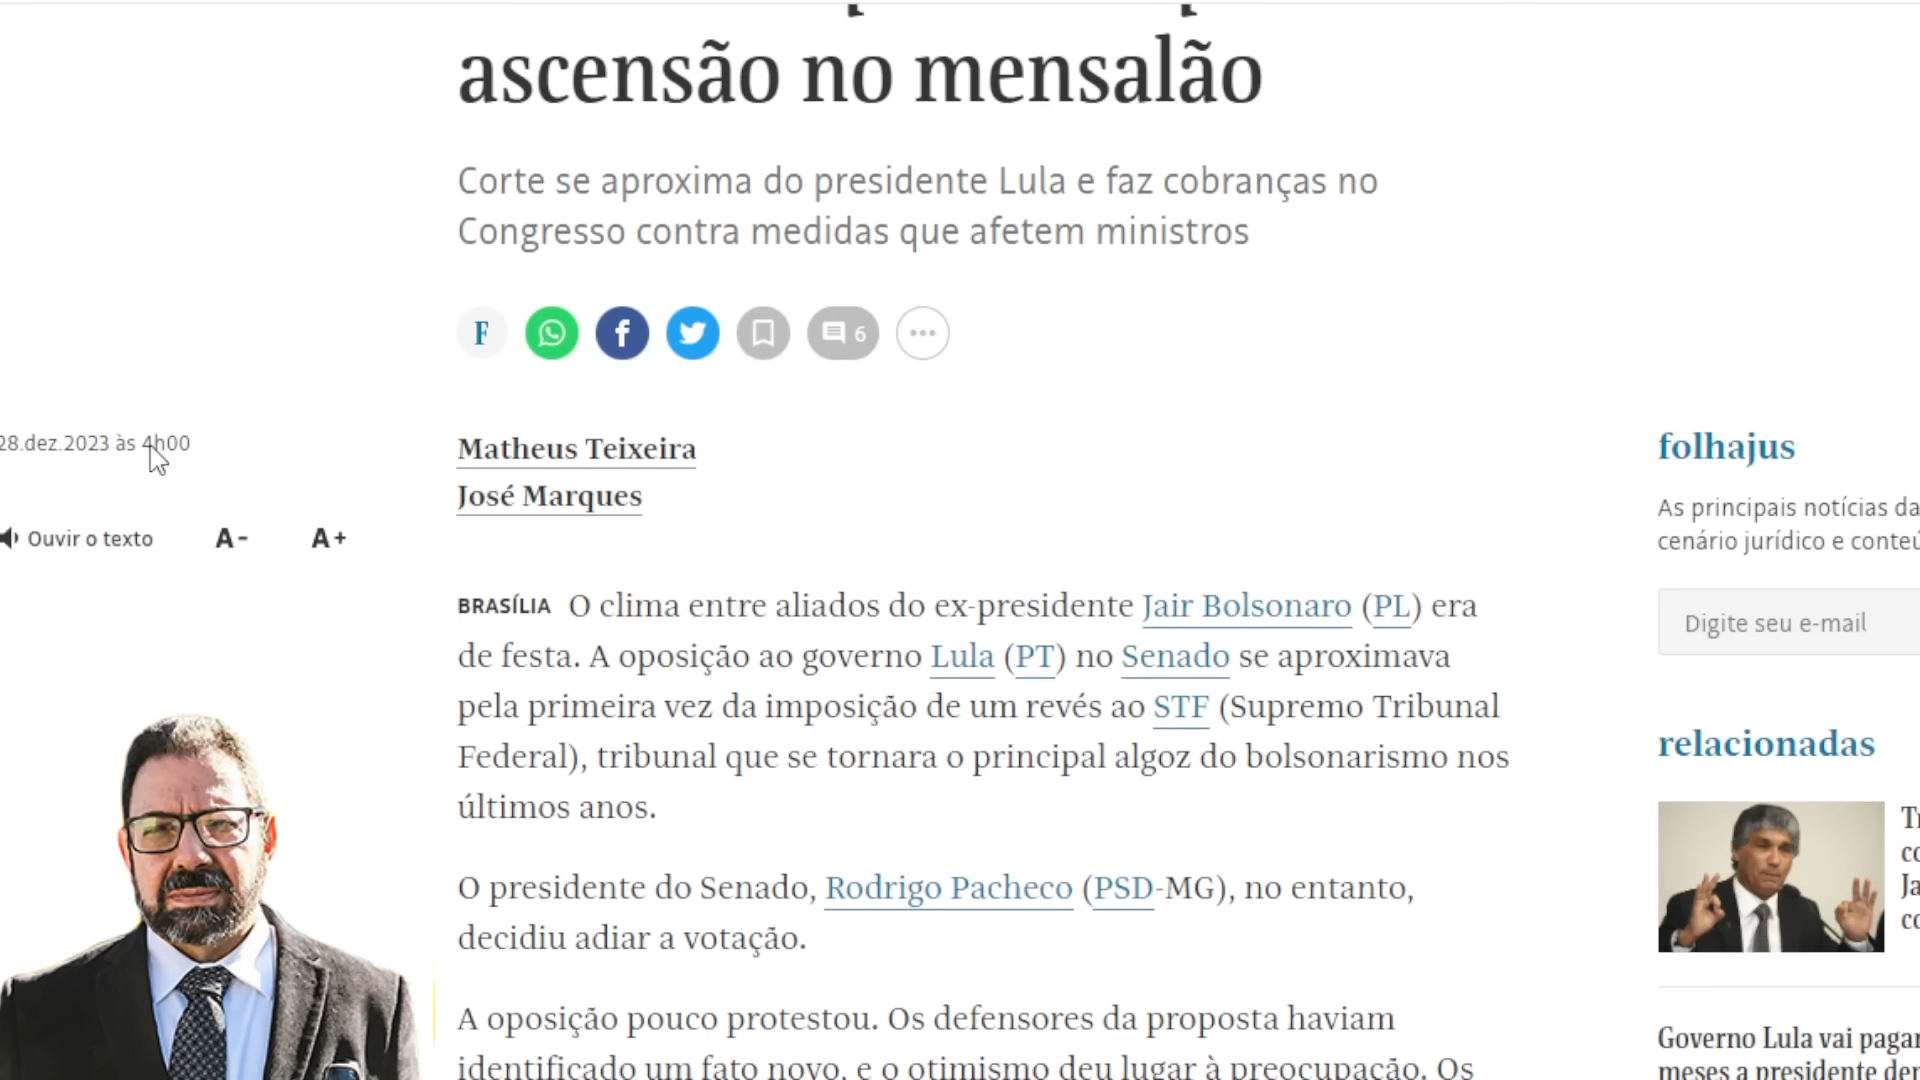 ascensão no mensalão
Corte se aproxima do presidente Lula e faz cobranças no
Congresso contra medidas que afetem ministros
F
f
6
28.dez.2023 às 4h00
Ouvir o texto A- A+
Matheus Teixeira
José Marques
BRASÍLIA O clima entre aliados do ex-presidente Jair Bolsonaro (PL) era
de festa. A oposição ao governo Lula (PT) no Senado se aproximava
pela primeira vez da imposição de um revés ao STF (Supremo Tribunal
Federal), tribunal que se tornara o principal algoz do bolsonarismo nos
últimos anos.
O presidente do Senado, Rodrigo Pacheco (PSD-MG), no entanto,
decidiu adiar a votação.
A oposição pouco protestou. Os defensores da proposta haviam
identificado um fato novo, e o otimismo deu lugar à preocupação. Os
folhajus
As principais notícias da
cenário jurídico e conteú
Digite seu e-mail
relacionadas
Tr
co
Ja
co
Governo Lula vai pagar
meses a presidente der